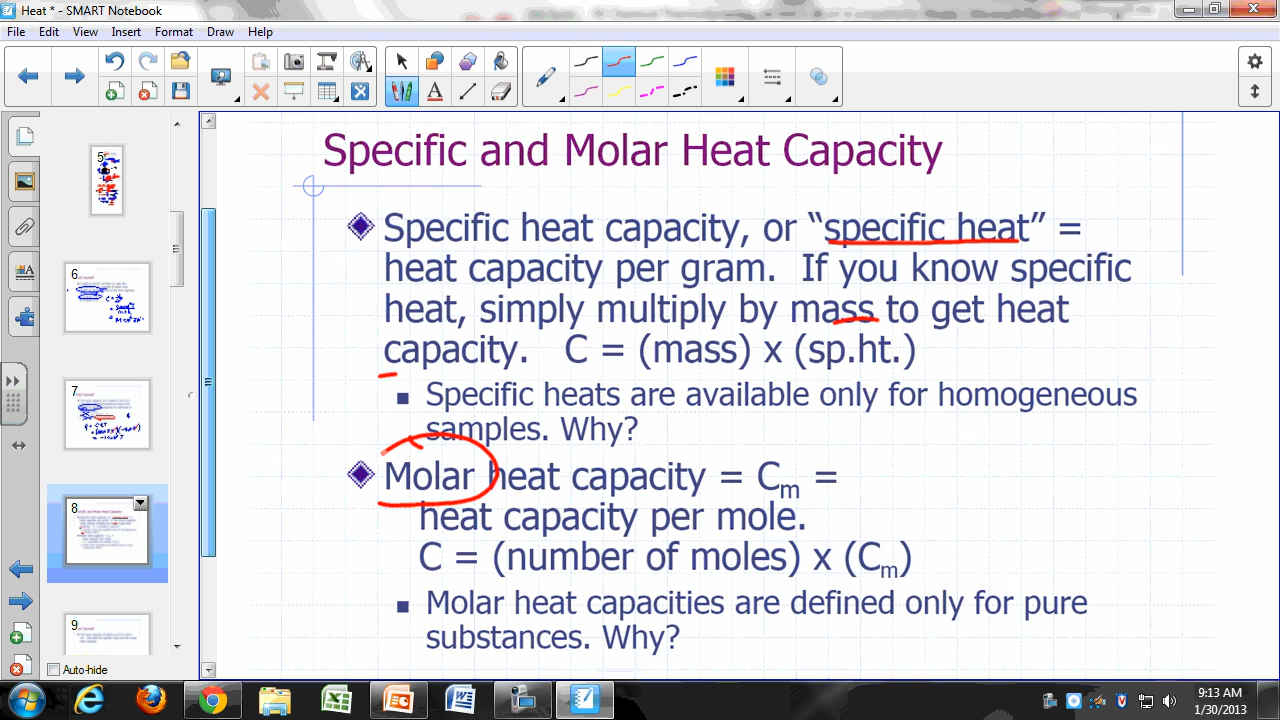 Heat * - SMART Notebook
File Edit View Insert Format Draw Help
Specific and Molar Heat Capacity
Specific heat capacity, or “specific heat” =
heat capacity per gram. If you know specific
heat, simply multiply by mass to get heat
capacity. C = (mass) x (sp.ht.)
Specific heats are available only for homogeneous
samples. Why?
Molar heat capacity = Cm =
heat capacity per mole.
C = (number of moles) x (Cm)
Molar heat capacities are defined only for pure
substances. Why?
5
6
7
8
9
Auto-hide
9:13 AM
1/30/2013